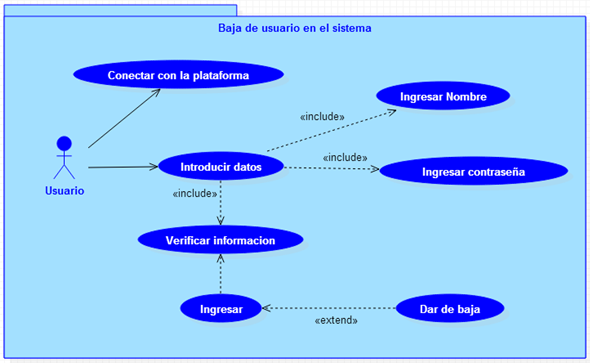 Baja de usuario en el sistema
Conectar con la plataforma
Ingresar Nombre
«include»
Usuario
Introducir datos
«include»
Ingresar contraseña
«include»
Verificar informacion
Ingresar
«extend»
Dar de baja